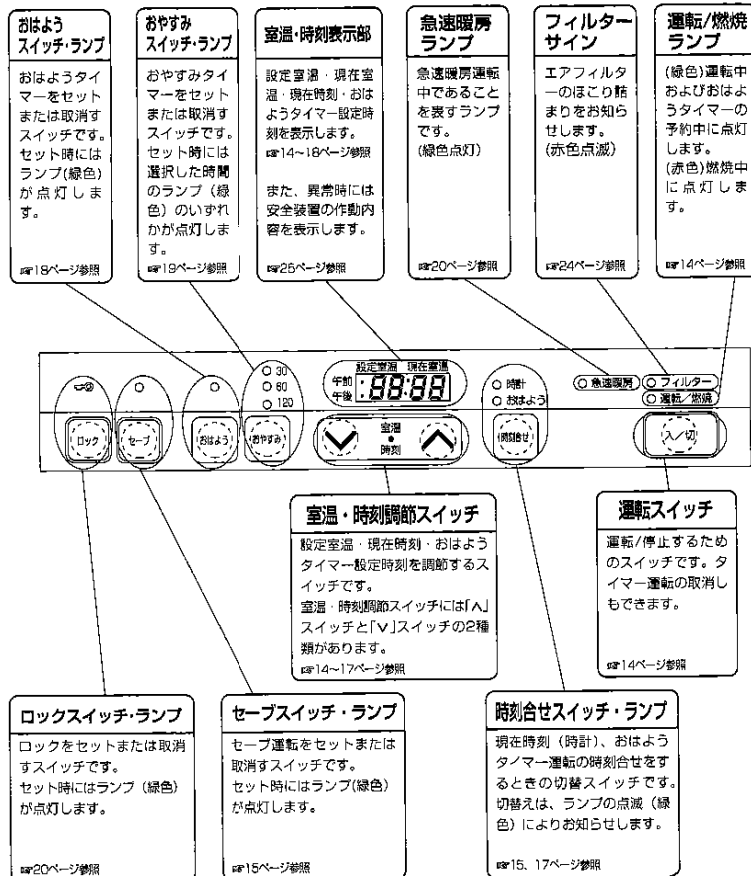 おはよう
スイッチ・ランプ
おはようタイ
マーをセット
または取消す
スイッチです。
セット時には
ランプ(緑色)
が点灯しま
す。
☞18ページ参照
おやすみ
スイッチ・ランプ
おやすみタイ
マーをセット
または取消す
スイッチです。
セット時には
選択した時間
のランプ（緑
色）のいずれ
かが点灯しま
す。
☞19ページ参照
室温・時刻表示部
設定室温・現在室
温・現在時刻・おは
ようタイマー設定時
刻を表示します。
☞14~18ページ参照
また、異常時には
安全装置の作動内
容を表示します。
☞25ページ参照
急速暖房
ランプ
急速暖房運転
中であること
を表すランプ
です。
(緑色点灯)
☞20ページ参照
フィルター
サイン
エアフィルタ
ーのほこり詰
まりをお知ら
せします。
(赤色点滅)
☞24ページ参照
運転/燃焼
ランプ
(緑色)運転中
およびおはよ
うタイマーの
予約中に点灯
します。
(赤色)燃焼中
に点灯しま
す。
☞14ページ参照
ロック
セーブ
おはよう
30
60
120
おやすみ
設定室温 現在室温
午前
午後
88:88
室温
時刻
時計
おはよう
時刻合せ
急速暖房
フィルター
運転/燃焼
入/切
室温・時刻調節スイッチ
設定室温・現在時刻・おはよう
タイマー設定時刻を調節するス
イッチです。
室温・時刻調節スイッチには「∧」
スイッチと「∨」スイッチの2種
類があります。
☞14~17ページ参照
運転スイッチ
運転/停止するため
のスイッチです。タ
イマー運転の取消し
もできます。
☞14ページ参照
ロックスイッチ・ランプ
ロックをセットまたは取消
すスイッチです。
セット時にはランプ（緑色）
が点灯します。
☞20ページ参照
セーブスイッチ・ランプ
セーブ運転をセットまたは
取消すスイッチです。
セット時にはランプ(緑色)
が点灯します。
☞15ページ参照
時刻合せスイッチ・ランプ
現在時刻（時計）、おはよう
タイマー運転の時刻合せをす
るときの切替スイッチです。
切替えは、ランプの点滅（緑
色）によりお知らせします。
☞15、17ページ参照